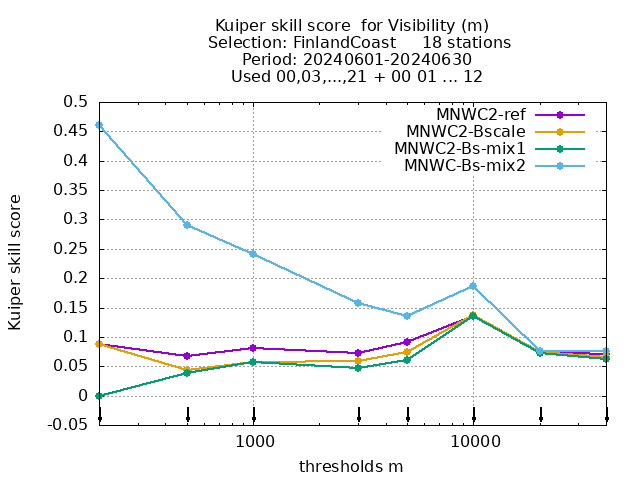 Kuiper skill score  for Visibility (m)
Selection: FinlandCoast     18 stations
Period: 20240601-20240630
Used 00,03,...,21 + 00 01 ... 12
MNWC2-ref
MNWC2-Bscale
MNWC2-Bs-mix1
MNWC-Bs-mix2
Kuiper skill score
0.5
0.45
0.4
0.35
0.3
0.25
0.2
0.15
0.1
0.05
0
-0.05
1000
10000
thresholds m